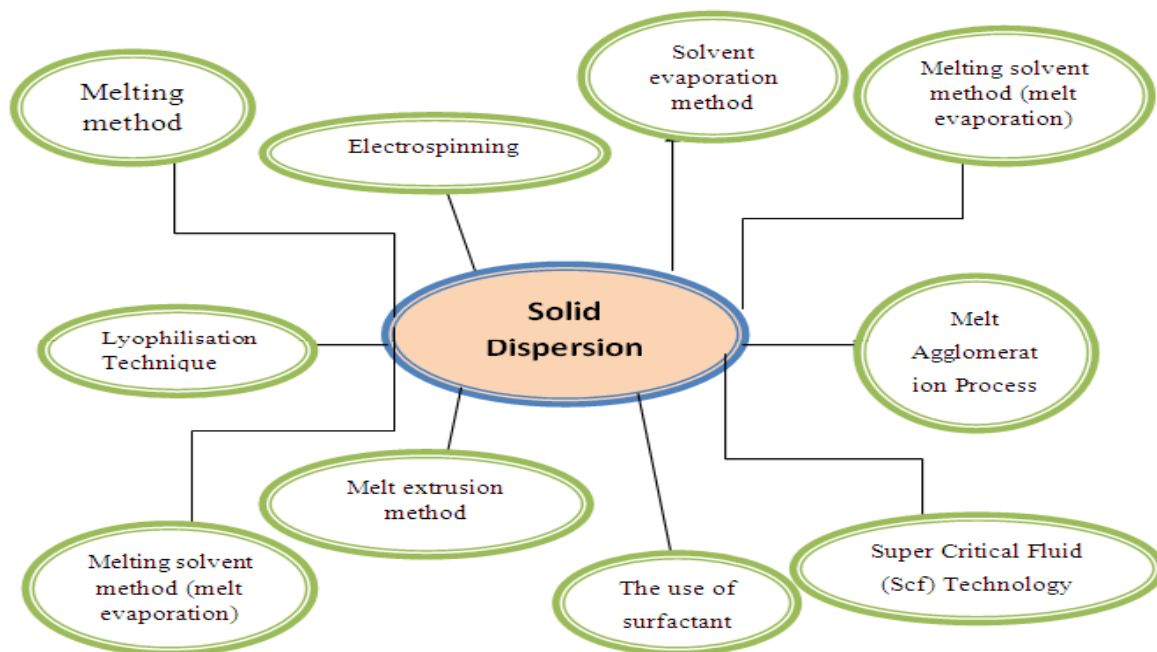 Melting
method
Electrospinning
Solvent
evaporation
method
Melting solvent
method (melt
evaporation)
Lyophilisation
Technique
Solid
Dispersion
Melt
Agglomerat
ion Process
Melting solvent
method (melt
evaporation)
Melt extrusion
method
The use of
surfactant
Super Critical Fluid
(Scf) Technology